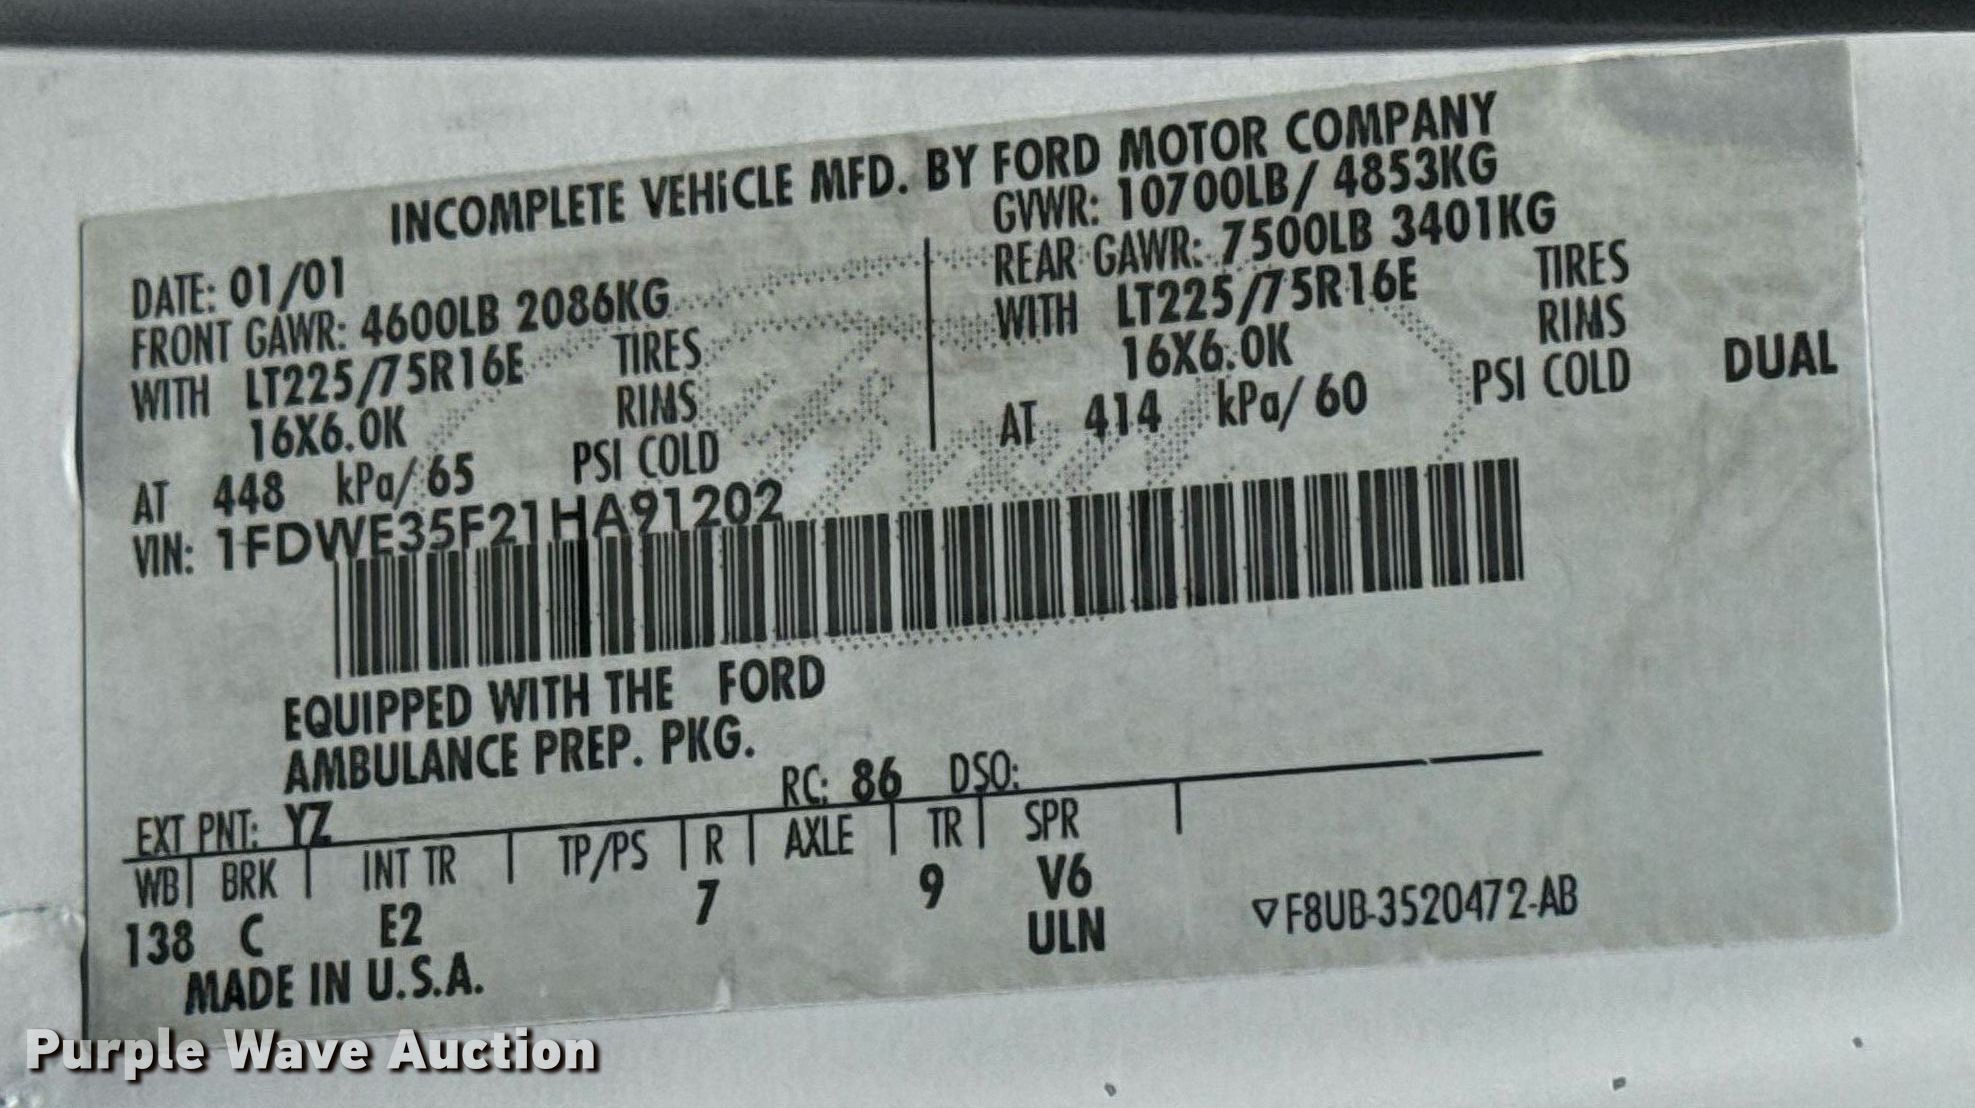 INCOMPLETE VEHiCLE MFD. BY FORD MOTOR COMPANY
DATE: 01/01
GVWR: 10700LB/ 4853KG
FRONT GAWR: 4600LB 2086KG
REAR GAWR: 7500LB 3401KG
WITH LT225/75R16E TIRES
WITH LT225/75R16E TIRES
16X6.0K RIMS
16X6.0K RIMS
AT 448 kPa/ 65 PSI COLD
AT 414 kPa/ 60 PSI COLD DUAL
VIN: 1FDWE35F21HA91202
EQUIPPED WITH THE FORD
AMBULANCE PREP. PKG.
EXT PNT: YZ RC: 86 DSO:
WB BRK INT TR TP/PS R AXLE TR SPR
138 C E2 7 9 V6
ULN
MADE IN U.S.A.
▽F8UB-3520472-AB
Purple Wave Auction